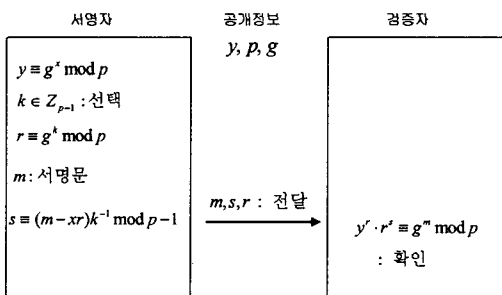 서명자 공개정보 검증자
y, p, g
y ≡ g^x mod p
k ∈ Z_{p-1} : 선택
r ≡ g^k mod p
m : 서명문
s ≡ (m - xr)k^{-1} mod p - 1
m, s, r : 전달
y^r · r^s ≡ g^m mod p
: 확인